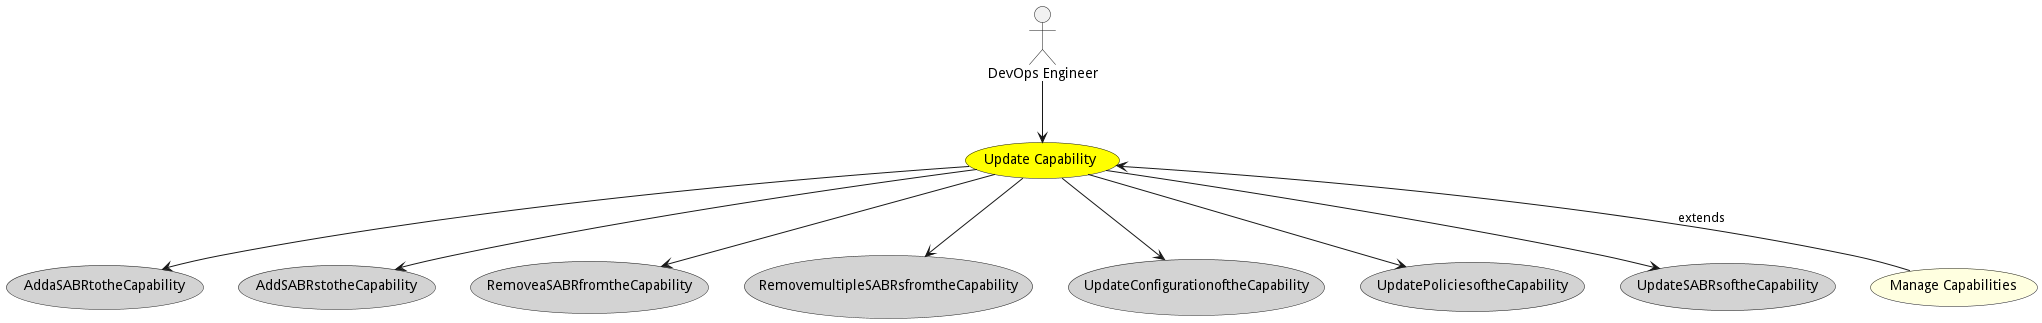 DevOps Engineer
Update Capability
extends
AddaSABRtotheCapability
AddSABRstotheCapability
RemoveaSABRfromtheCapability
RemovemultipleSABRsfromtheCapability
UpdateConfigurationoftheCapability
UpdatePoliciesoftheCapability
UpdateSABRsoftheCapability
Manage Capabilities